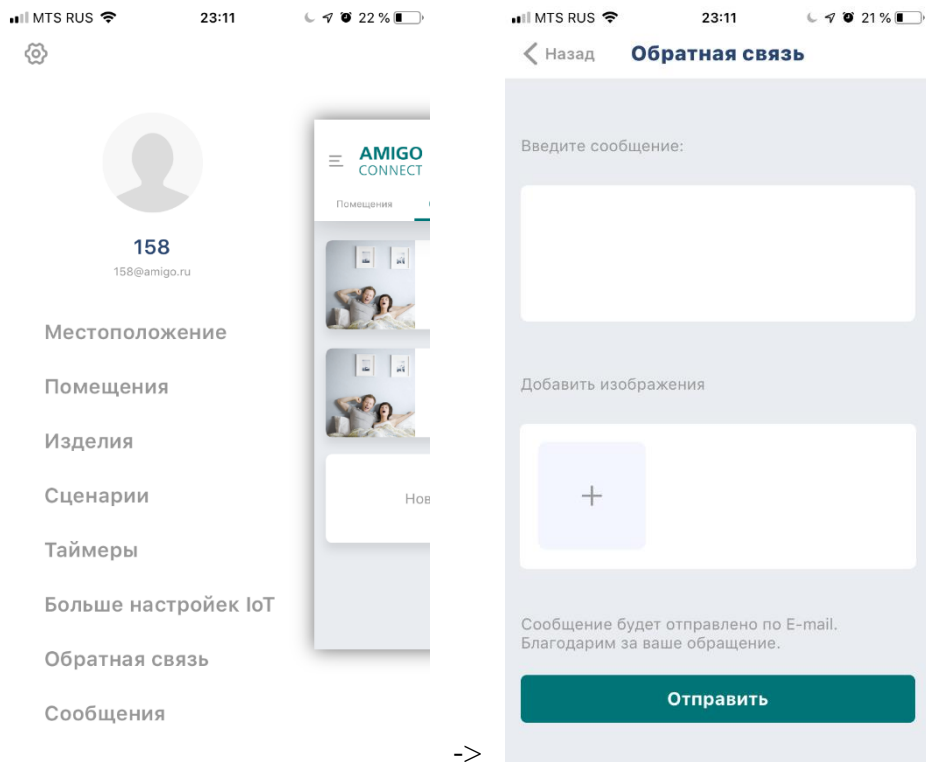 MTS RUS 23:11 22 %
158
158@amigo.ru
Местоположение
Помещения
Изделия
Сценарии
Таймеры
Больше настроек IoT
Обратная связь
Сообщения
AMIGO
CONNECT
Помещения
Нов
->
MTS RUS 23:11 21 %
Назад Обратная связь
Введите сообщение:
Добавить изображения
+
Сообщение будет отправлено по E-mail.
Благодарим за ваше обращение.
Отправить